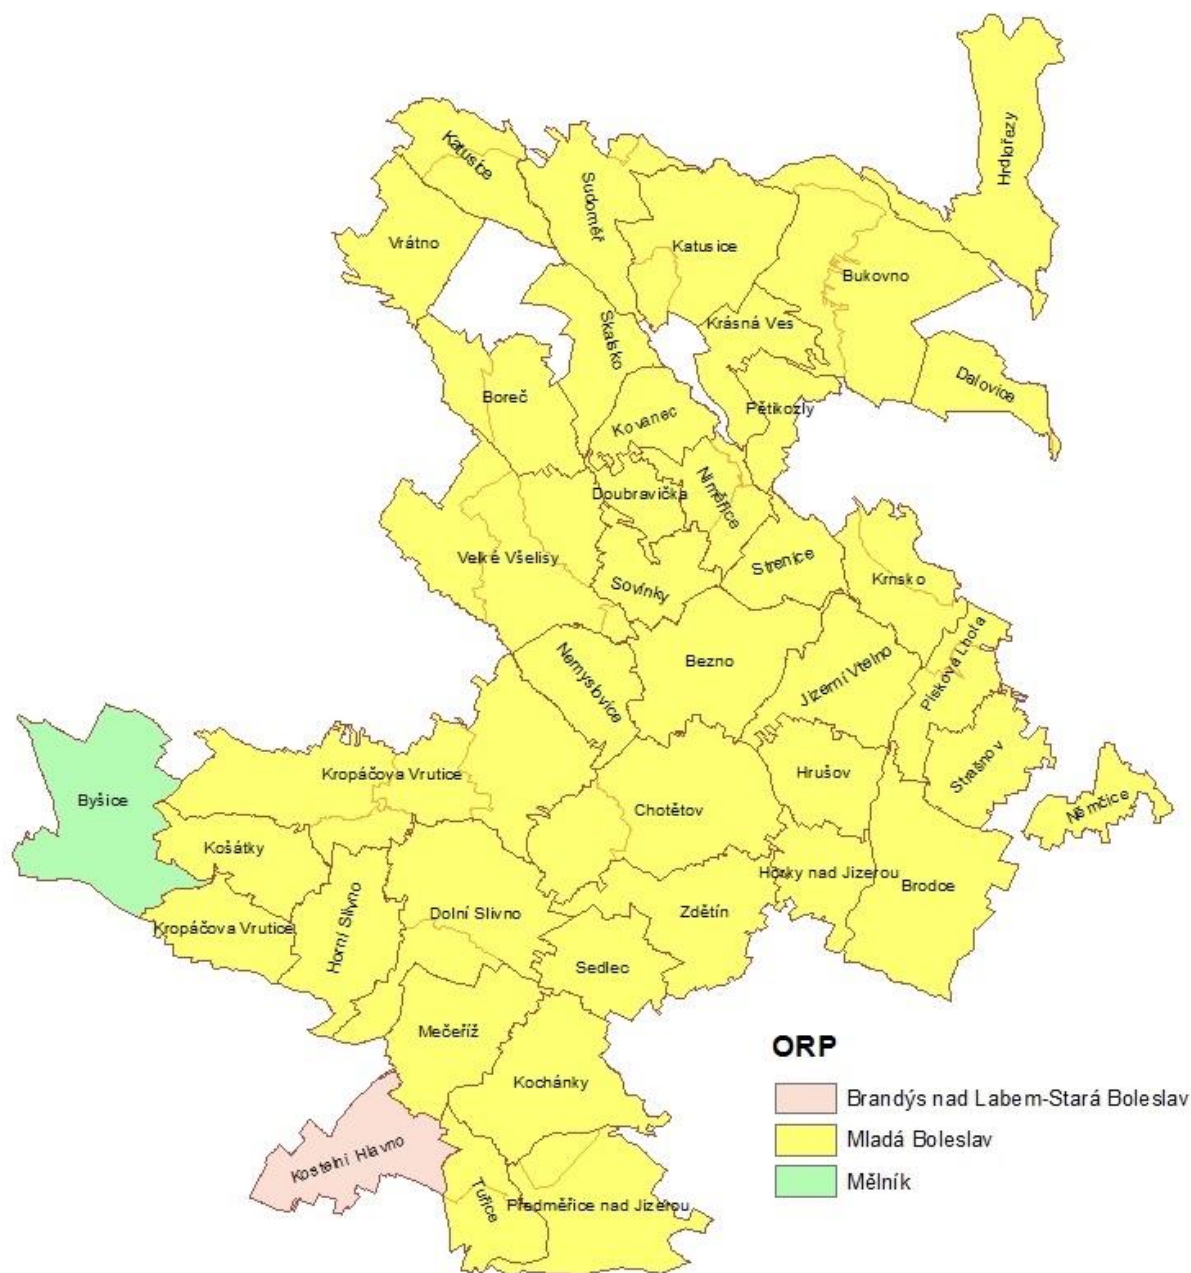 Hrdlořezy
Katusice
Sudoměř
Vrátno
Katusice
Bukovno
Skalsko
Krásná Ves
Boreč
Dalovice
Kovanec
Pětikozly
Doubravička
Niměřice
Velké Všelisy
Strenice
Sovínky
Krnsko
Nemyslovice
Bezno
Jizerní Vtelno
Písková Lhota
Kropáčova Vrutice
Hrušov
Strašnov
Byšice
Chotětov
Němčice
Košátky
Horky nad Jizerou
Brodce
Kropáčova Vrutice
Horní Slivno
Dolní Slivno
Zdětín
Sedlec
Mečeříž
Kochánky
Kostelní Hlavno
Tuřice
Předměřice nad Jizerou
ORP
Brandýs nad Labem-Stará Boleslav
Mladá Boleslav
Mělník